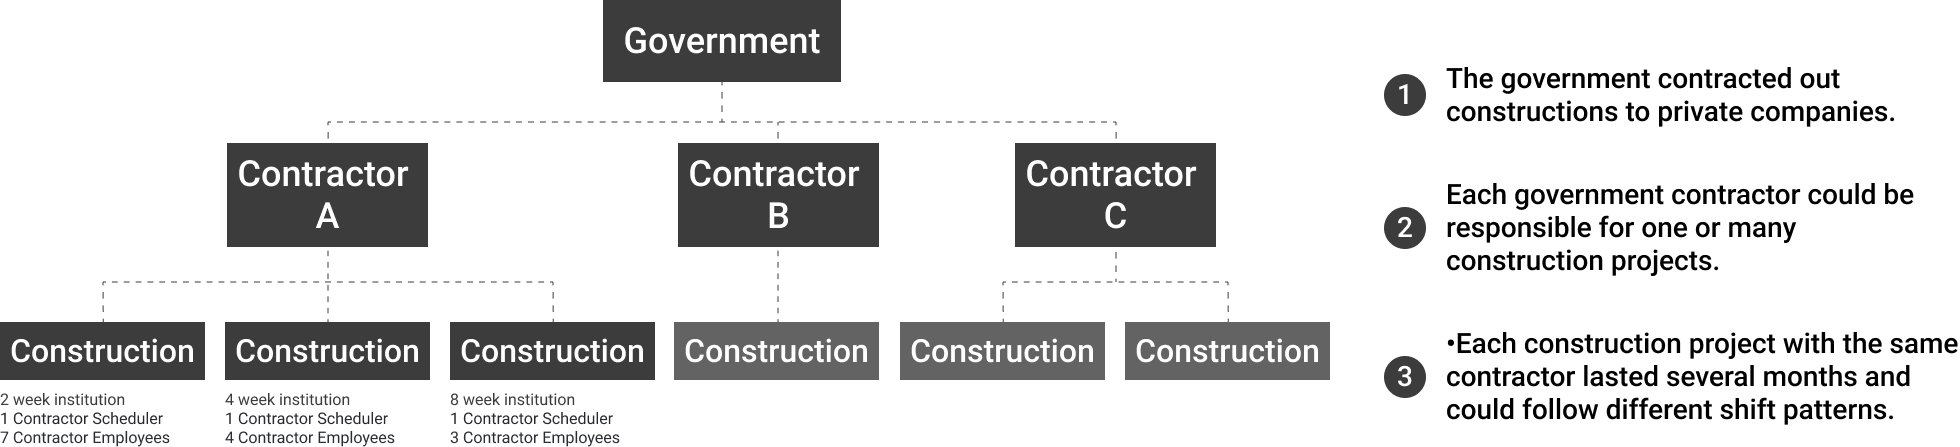 Government
Contractor
A
Contractor
B
Contractor
C
Construction
Construction
Construction
Construction
Construction
Construction
2 week institution
1 Contractor Scheduler
7 Contractor Employees
4 week institution
1 Contractor Scheduler
4 Contractor Employees
8 week institution
1 Contractor Scheduler
3 Contractor Employees
1
The government contracted out
constructions to private companies.
2
Each government contractor could be
responsible for one or many
construction projects.
3
•Each construction project with the same
contractor lasted several months and
could follow different shift patterns.